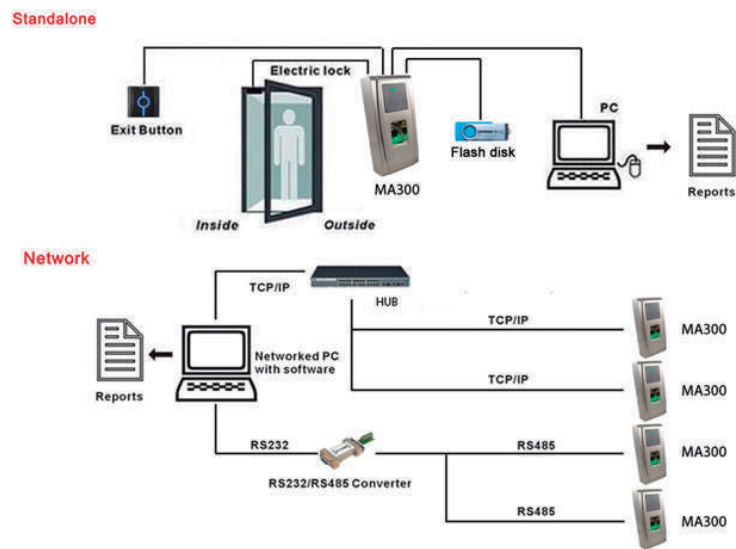 Standalone
Electric lock
PC
Exit Button
Flash disk
MA300
Reports
Inside
Outside
Network
TCP/IP
HUB
TCP/IP
MA300
Networked PC
with software
Reports
TCP/IP
MA300
RS232
RS485
MA300
RS232/RS485 Converter
RS485
MA300